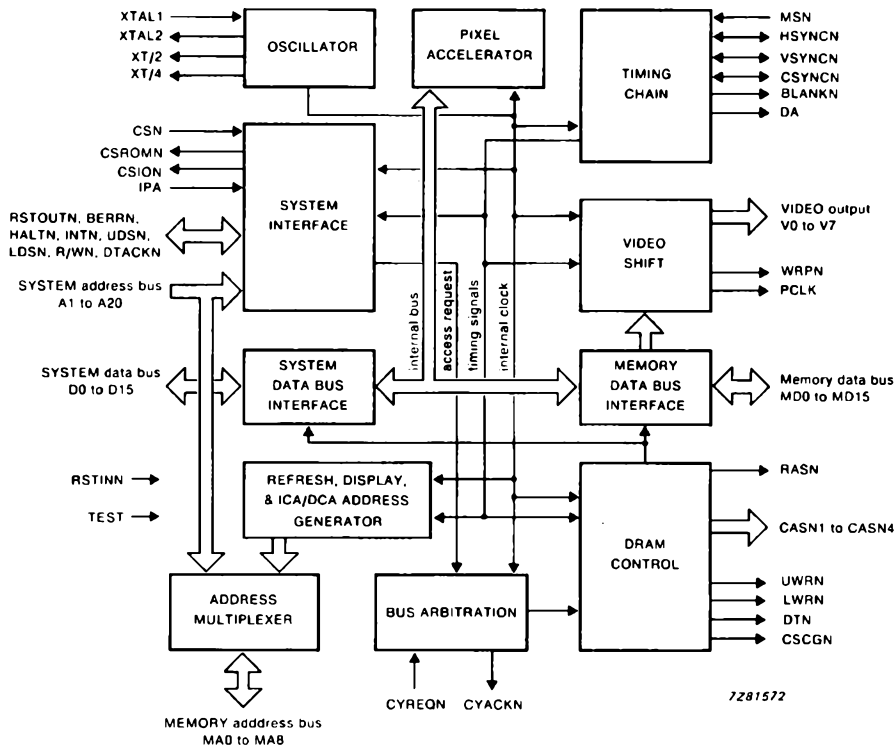 XTAL1
XTAL2
XT/2
XT/4
OSCILLATOR
PIXEL
ACCELERATOR
TIMING
CHAIN
MSN
HSYNCN
VSYNCN
CSYNCN
BLANKN
DA
CSN
CSROMN
CSION
IPA
RSTOUTN, BERRN,
HALTN, INTN, UDSN,
LDSN, R/WN, DTACKN
SYSTEM address bus
A1 to A20
SYSTEM
INTERFACE
VIDEO
SHIFT
VIDEO output
V0 to V7
WRPN
PCLK
internal bus
access request
timing signals
internal clock
SYSTEM data bus
D0 to D15
SYSTEM
DATA BUS
INTERFACE
MEMORY
DATA BUS
INTERFACE
Memory data bus
MD0 to MD15
RSTINN
TEST
REFRESH, DISPLAY,
& ICA/DCA ADDRESS
GENERATOR
DRAM
CONTROL
RASN
CASN1 to CASN4
UWRN
LWRN
DTN
CSCGN
ADDRESS
MULTIPLEXER
BUS ARBITRATION
CYREQN
CYACKN
MEMORY adddress bus
MA0 to MA8
7Z81572